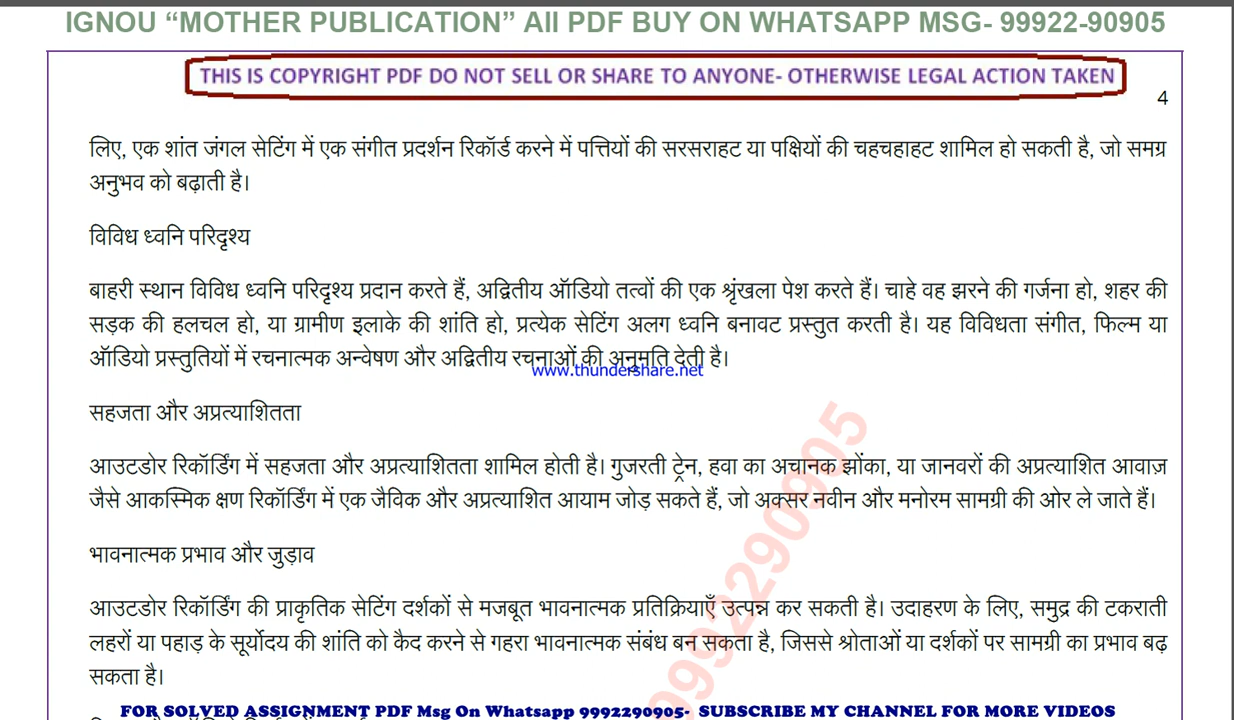 IGNOU “MOTHER PUBLICATION” All PDF BUY ON WHATSAPP MSG- 99922-90905
THIS IS COPYRIGHT PDF DO NOT SELL OR SHARE TO ANYONE- OTHERWISE LEGAL ACTION TAKEN
4
लिए, एक शांत जंगल सेटिंग में एक संगीत प्रदर्शन रिकॉर्ड करने में पत्तियों की सरसराहट या पक्षियों की चहचहाहट शामिल हो सकती है, जो समग्र
अनुभव को बढ़ाती है।
विविध ध्वनि परिदृश्य
बाहरी स्थान विविध ध्वनि परिदृश्य प्रदान करते हैं, अद्वितीय ऑडियो तत्वों की एक श्रृंखला पेश करते हैं। चाहे वह झरने की गर्जना हो, शहर की
सड़क की हलचल हो, या ग्रामीण इलाके की शांति हो, प्रत्येक सेटिंग अलग ध्वनि बनावट प्रस्तुत करती है। यह विविधता संगीत, फिल्म या
ऑडियो प्रस्तुतियों में रचनात्मक अन्वेषण और अद्वितीय रचनाओं की अनुमति देती है।
www.thundershare.net
सहजता और अप्रत्याशितता
आउटडोर रिकॉर्डिंग में सहजता और अप्रत्याशितता शामिल होती है। गुजरती ट्रेन, हवा का अचानक झोंका, या जानवरों की अप्रत्याशित आवाज़
जैसे आकस्मिक क्षण रिकॉर्डिंग में एक जैविक और अप्रत्याशित आयाम जोड़ सकते हैं, जो अक्सर नवीन और मनोरम सामग्री की ओर ले जाते हैं।
भावनात्मक प्रभाव और जुड़ाव
आउटडोर रिकॉर्डिंग की प्राकृतिक सेटिंग दर्शकों से मजबूत भावनात्मक प्रतिक्रियाएँ उत्पन्न कर सकती है। उदाहरण के लिए, समुद्र की टकराती
लहरों या पहाड़ के सूर्योदय की शांति को कैद करने से गहरा भावनात्मक संबंध बन सकता है, जिससे श्रोताओं या दर्शकों पर सामग्री का प्रभाव बढ़
सकता है।
9992290905
FOR SOLVED ASSIGNMENT PDF Msg On Whatsapp 9992290905- SUBSCRIBE MY CHANNEL FOR MORE VIDEOS